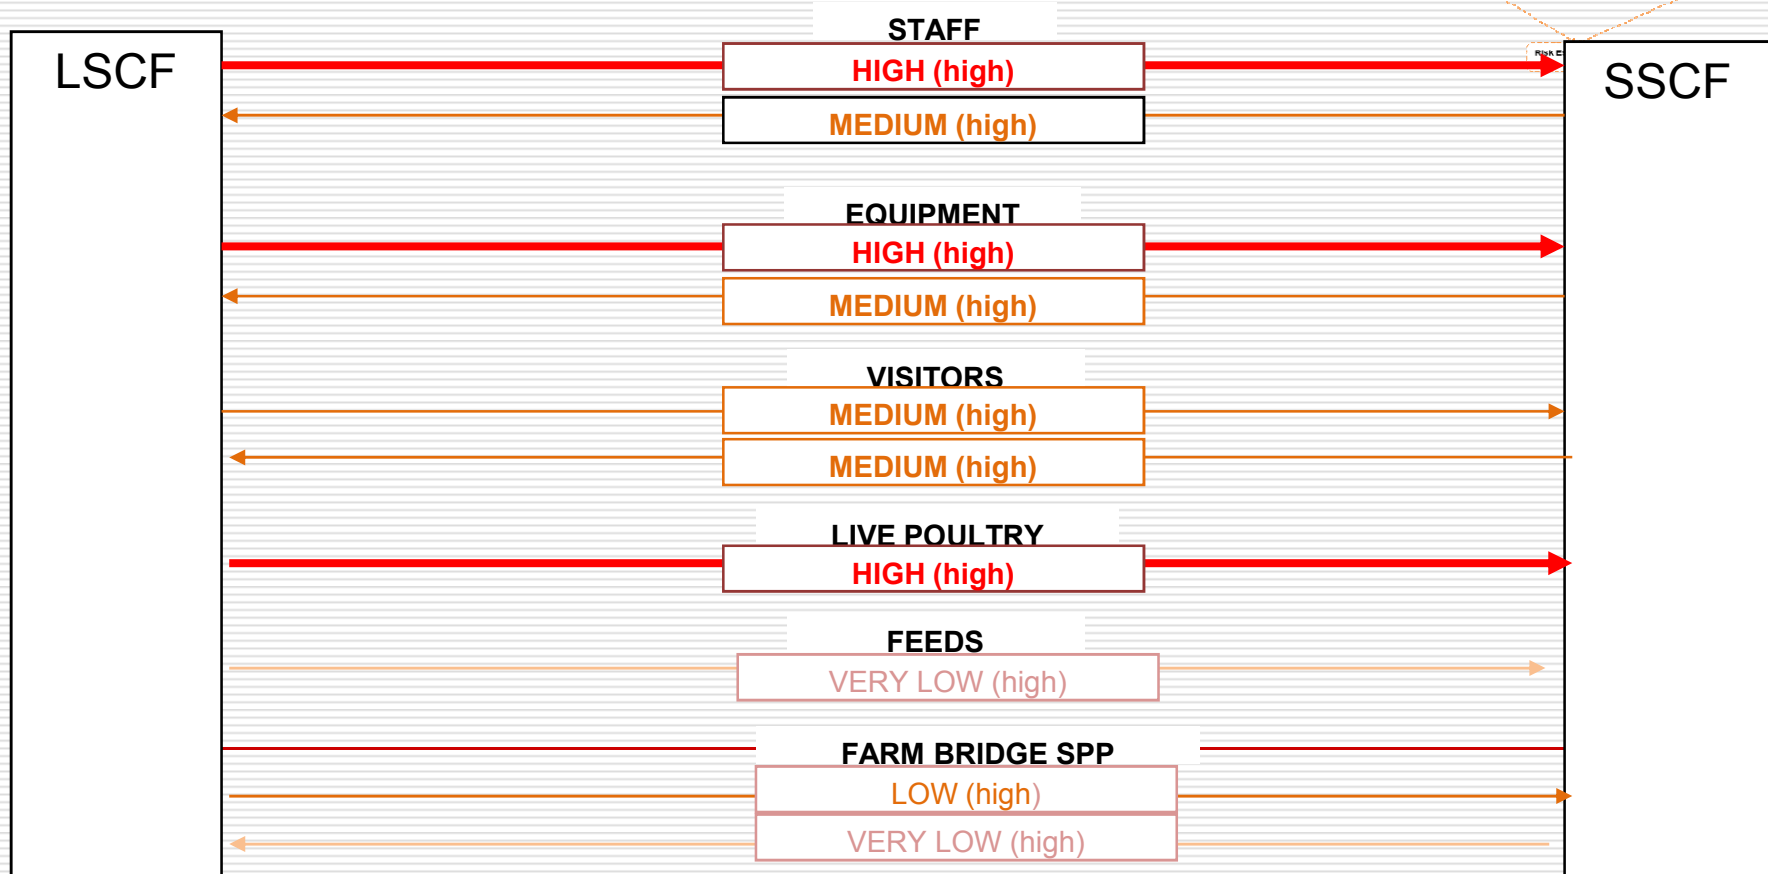 LSCF
SSCF
STAFF
Risk E
HIGH (high)
MEDIUM (high)
EQUIPMENT
HIGH (high)
MEDIUM (high)
VISITORS
MEDIUM (high)
MEDIUM (high)
LIVE POULTRY
HIGH (high)
FEEDS
VERY LOW (high)
FARM BRIDGE SPP
LOW (high)
VERY LOW (high)